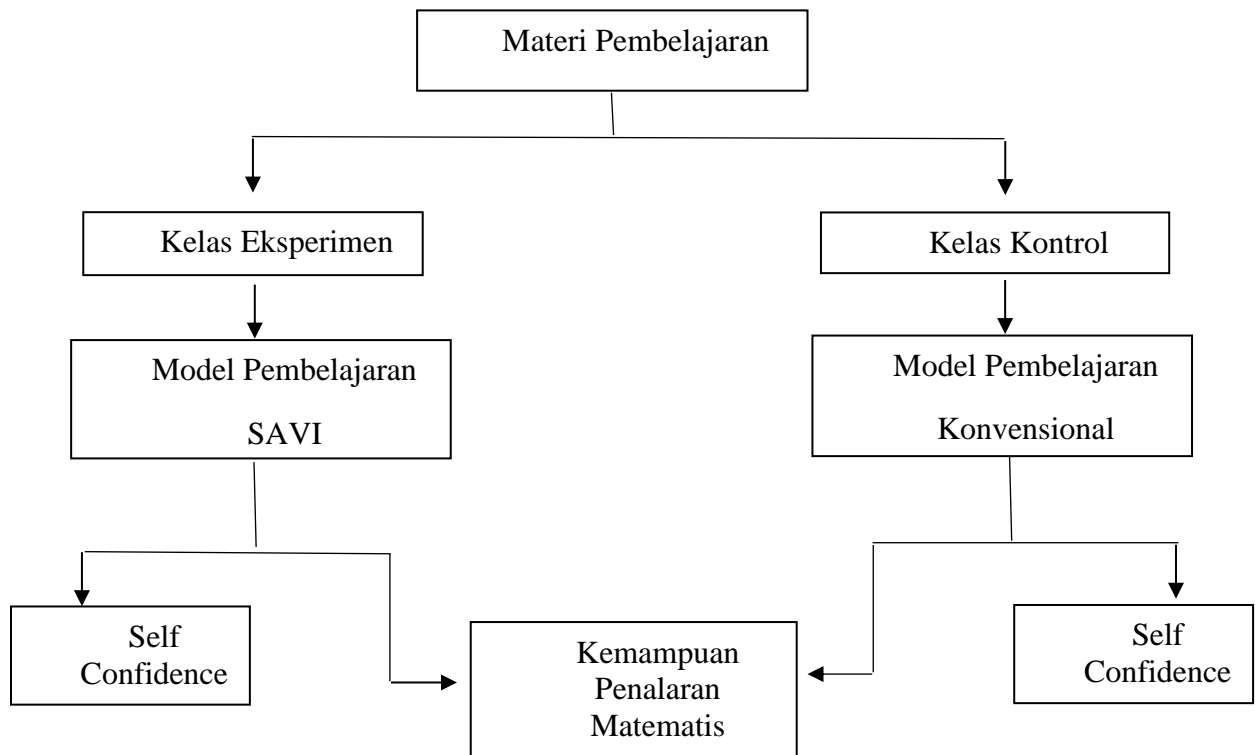 Materi Pembelajaran
Kelas Eksperimen
Kelas Kontrol
Model Pembelajaran
SAVI
Model Pembelajaran
Konvensional
Self
Confidence
Kemampuan
Penalaran
Matematis
Self
Confidence